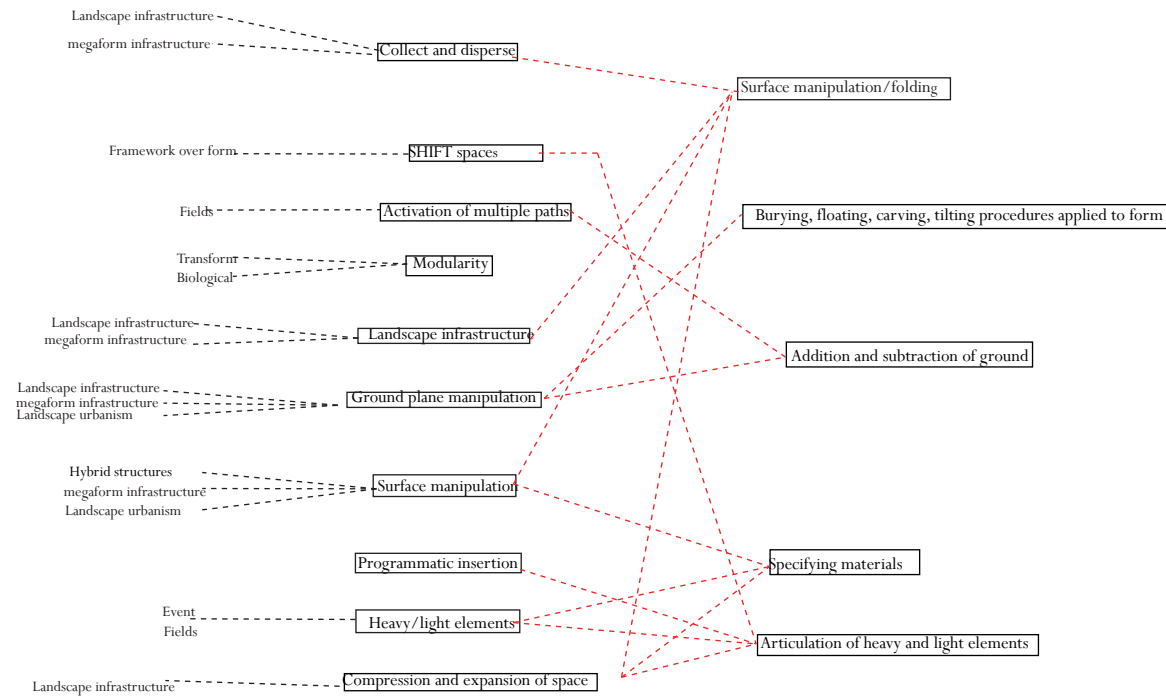 Landscape infrastructure
megaform infrastructure
Collect and disperse
Surface manipulation/folding
Framework over form
SHIFT spaces
Fields
Activation of multiple paths
Burying, floating, carving, tilting procedures applied to form
Transform
Biological
Modularity
Landscape infrastructure
megaform infrastructure
Landscape infrastructure
Addition and subtraction of ground
Landscape infrastructure
megaform infrastructure
Landscape urbanism
Ground plane manipulation
Hybrid structures
megaform infrastructure
Landscape urbanism
Surface manipulation
Programmatic insertion
Specifying materials
Event
Fields
Heavy/light elements
Articulation of heavy and light elements
Landscape infrastructure
Compression and expansion of space